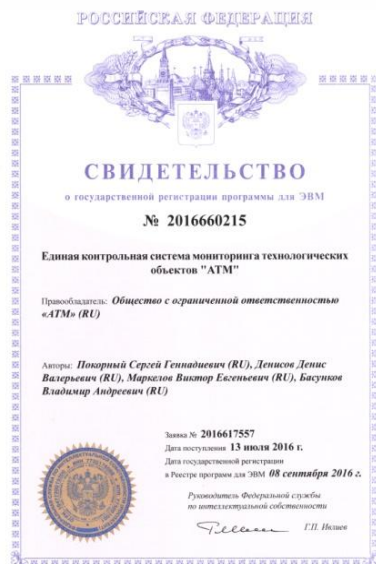 РОССИЙСКАЯ ФЕДЕРАЦИЯ
СВИДЕТЕЛЬСТВО
о государственной регистрации программы для ЭВМ
№ 2016660215
Единая контрольная система мониторинга технологических
объектов "АТМ"
Правообладатель: Общество с ограниченной ответственностью
«АТМ» (RU)
Авторы: Покорный Сергей Геннадиевич (RU), Денисов Денис
Валерьевич (RU), Маркелов Виктор Евгеньевич (RU), Басунков
Владимир Андреевич (RU)
Заявка № 2016617557
Дата поступления 13 июля 2016 г.
Дата государственной регистрации
в Реестре программ для ЭВМ 08 сентября 2016 г.
Руководитель Федеральной службы
по интеллектуальной собственности
Г.П. Ивлиев